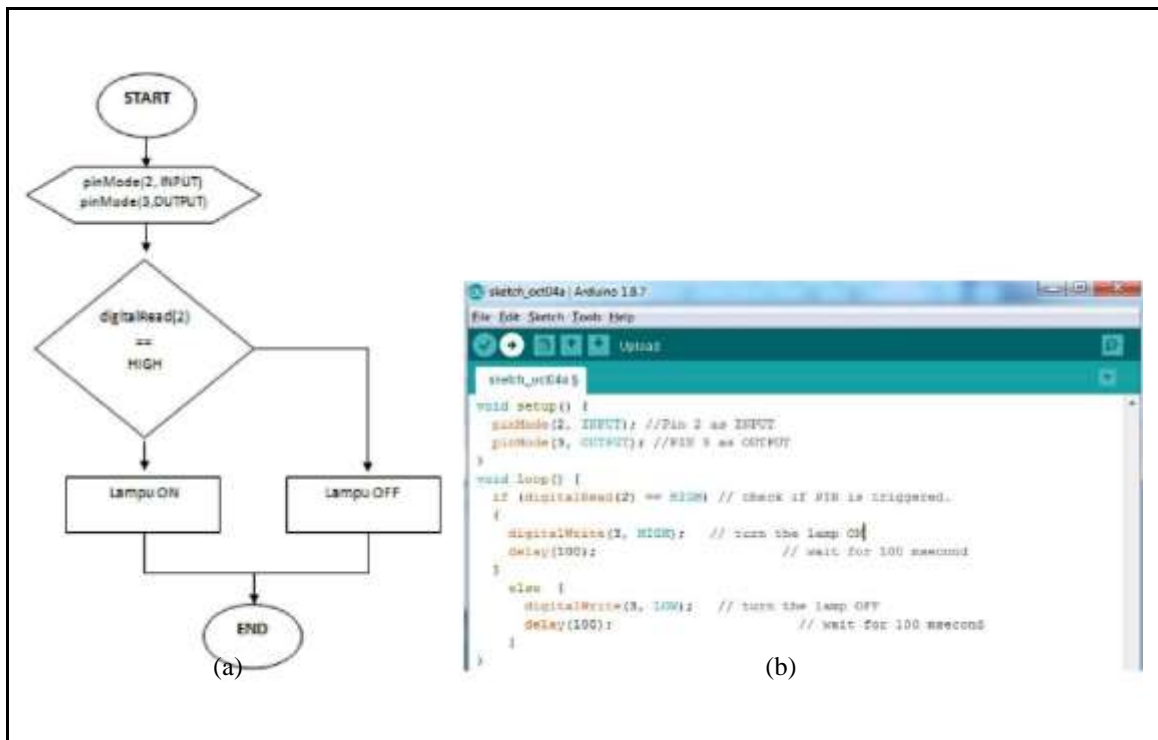 START
pinMode(2, INPUT)
pinMode(3,OUTPUT)
digitalRead(2)
==
HIGH
Lampu ON
Lampu OFF
END
(a)
sketch_oct04a | Arduino 1.8.7
File Edit Sketch Tools Help
Upload
sketch_oct04a §
void setup() {
pinMode(2, INPUT); //Pin 2 as INPUT
pinMode(3, OUTPUT); //PIN 3 as OUTPUT
}
void loop() {
if (digitalRead(2) == HIGH) // check if PIR is triggered.
{
digitalWrite(3, HIGH); // turn the lamp ON
delay(100); // wait for 100 msecond
}
else {
digitalWrite(3, LOW); // turn the lamp OFF
delay(100); // wait for 100 msecond
}
}
(b)